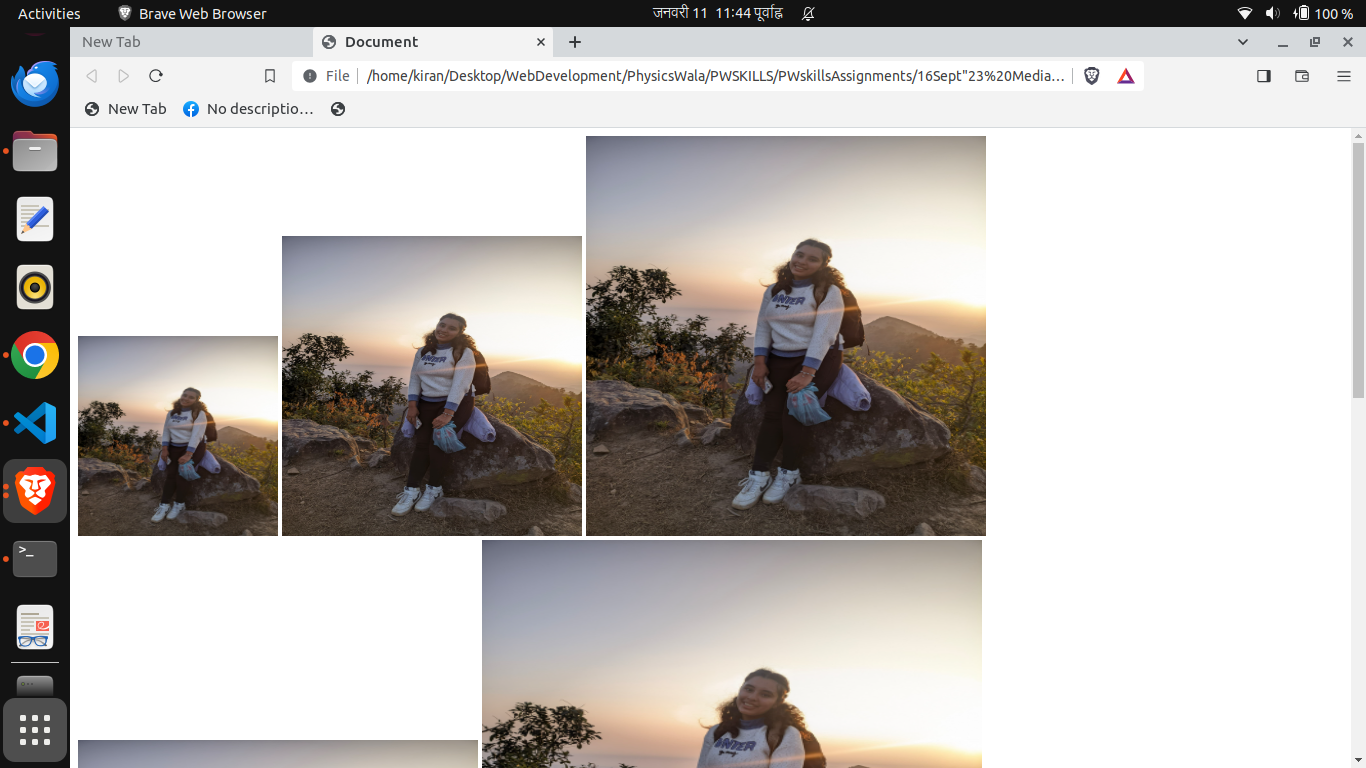 Activities Brave Web Browser जनवरी 11 11:44 पूर्वाह्न 100 %
New Tab Document
File /home/kiran/Desktop/WebDevelopment/PhysicsWala/PWSKILLS/PWskillsAssignments/16Sept"23%20Media…
New Tab No descriptio…